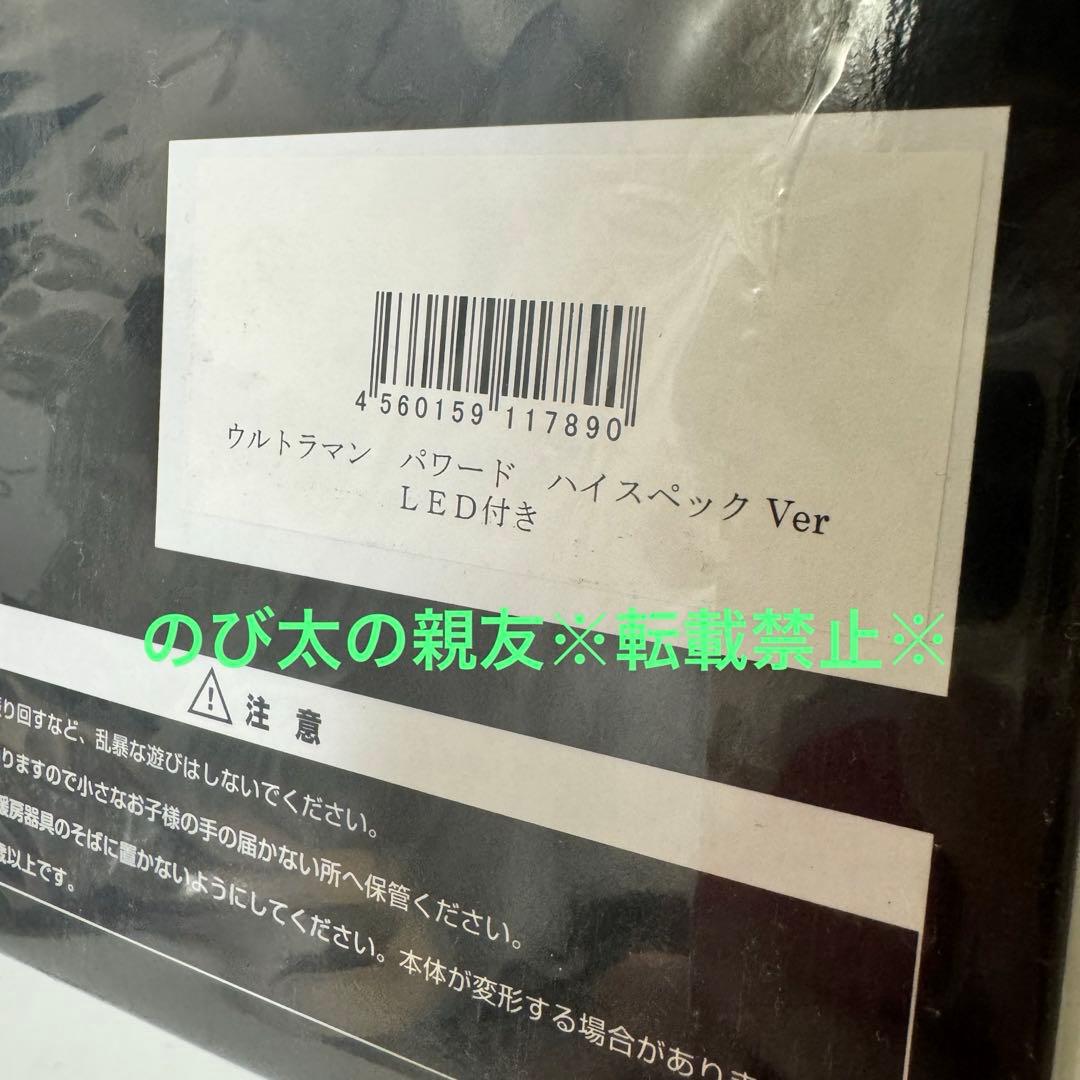 4 560159 117890
ウルトラマン パワード ハイスペック Ver
LED付き
のび太の親友※転載禁止※
注意
り回すなど、乱暴な遊びはしないでください。
りますので小さなお子様の手の届かない所へ保管ください。
暖房器具のそばに置かないようにしてください。本体が変形する場合があり
歳以上です。